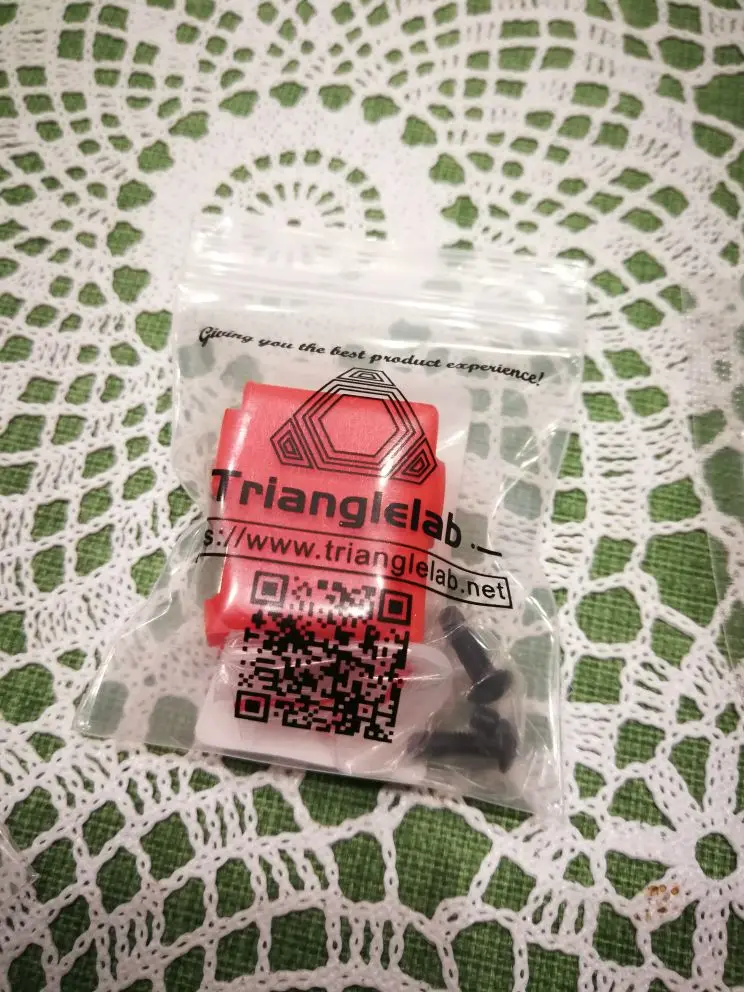 Giving you the best product experience!
Trianglelab
s://www.trianglelab.net